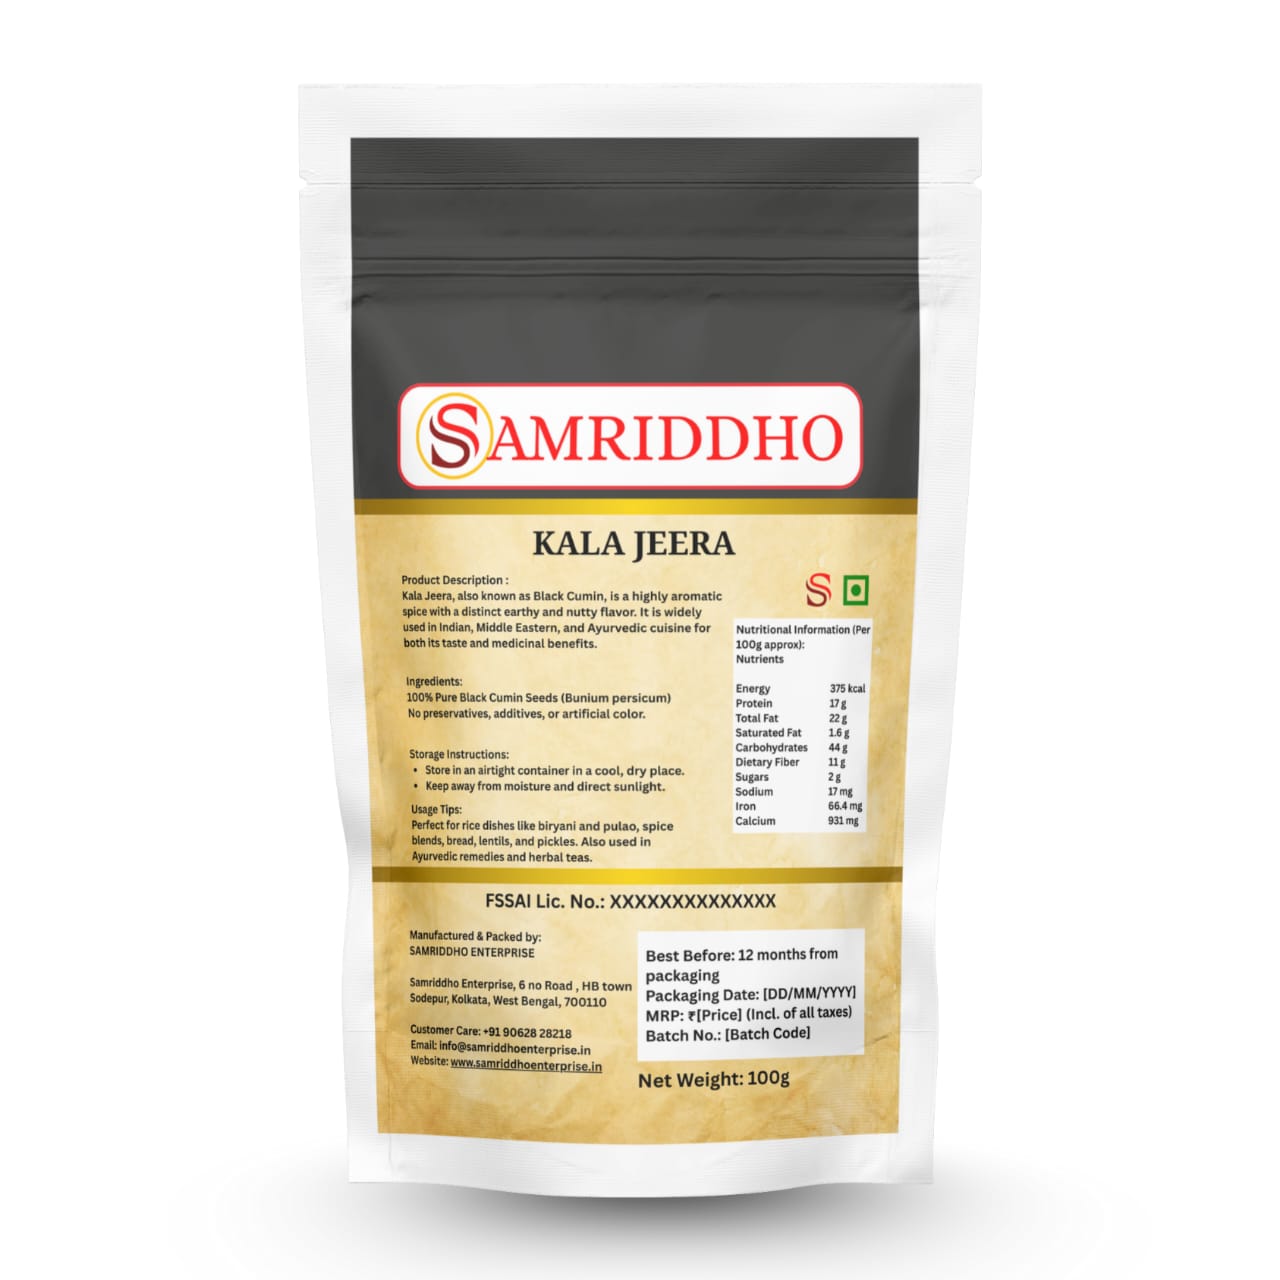 SAMRIDDHO
KALA JEERA
Product Description :
Kala Jeera, also known as Black Cumin, is a highly aromatic
spice with a distinct earthy and nutty flavor. It is widely
used in Indian, Middle Eastern, and Ayurvedic cuisine for
both its taste and medicinal benefits.
S
Nutritional Information (Per
100g approx):
Nutrients
Energy 375 kcal
Protein 17 g
Total Fat 22 g
Saturated Fat 1.6 g
Carbohydrates 44 g
Dietary Fiber 11 g
Sugars 2 g
Sodium 17 mg
Iron 66.4 mg
Calcium 931 mg
Ingredients:
100% Pure Black Cumin Seeds (Bunium persicum)
No preservatives, additives, or artificial color.
Storage Instructions:
• Store in an airtight container in a cool, dry place.
• Keep away from moisture and direct sunlight.
Usage Tips:
Perfect for rice dishes like biryani and pulao, spice
blends, bread, lentils, and pickles. Also used in
Ayurvedic remedies and herbal teas.
FSSAI Lic. No.: XXXXXXXXXXXXXX
Manufactured & Packed by:
SAMRIDDHO ENTERPRISE
Samriddho Enterprise, 6 no Road , HB town
Sodepur, Kolkata, West Bengal, 700110
Customer Care: +91 90628 28218
Email: info@samriddhoenterprise.in
Website: www.samriddhoenterprise.in
Best Before: 12 months from
packaging
Packaging Date: [DD/MM/YYYY]
MRP: ₹[Price] (Incl. of all taxes)
Batch No.: [Batch Code]
Net Weight: 100g